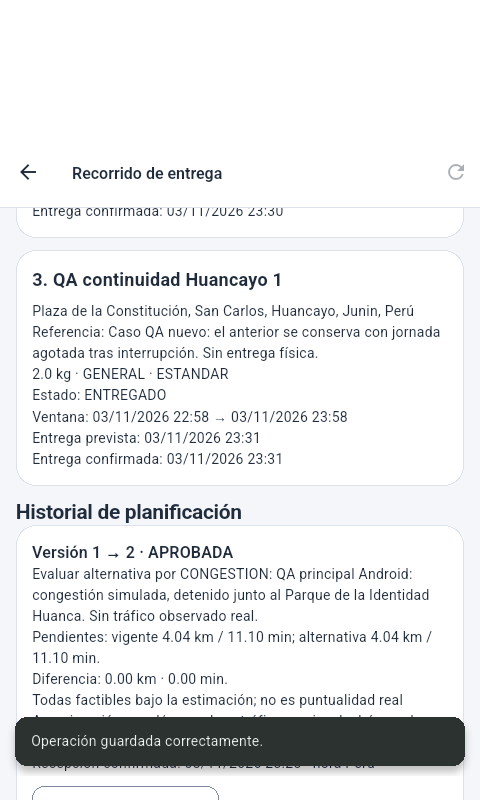 Recorrido de entrega
Entrega confirmada: 03/11/2026 23:30
3. QA continuidad Huancayo 1
Plaza de la Constitución, San Carlos, Huancayo, Junin, Perú
Referencia: Caso QA nuevo: el anterior se conserva con jornada
agotada tras interrupción. Sin entrega física.
2.0 kg · GENERAL · ESTANDAR
Estado: ENTREGADO
Ventana: 03/11/2026 22:58 → 03/11/2026 23:58
Entrega prevista: 03/11/2026 23:31
Entrega confirmada: 03/11/2026 23:31
Historial de planificación
Versión 1 → 2 · APROBADA
Evaluar alternativa por CONGESTION: QA principal Android:
congestión simulada, detenido junto al Parque de la Identidad
Huanca. Sin tráfico observado real.
Pendientes: vigente 4.04 km / 11.10 min; alternativa 4.04 km /
11.10 min.
Diferencia: 0.00 km · 0.00 min.
Todas factibles bajo la estimación; no es puntualidad real
Operación guardada correctamente.